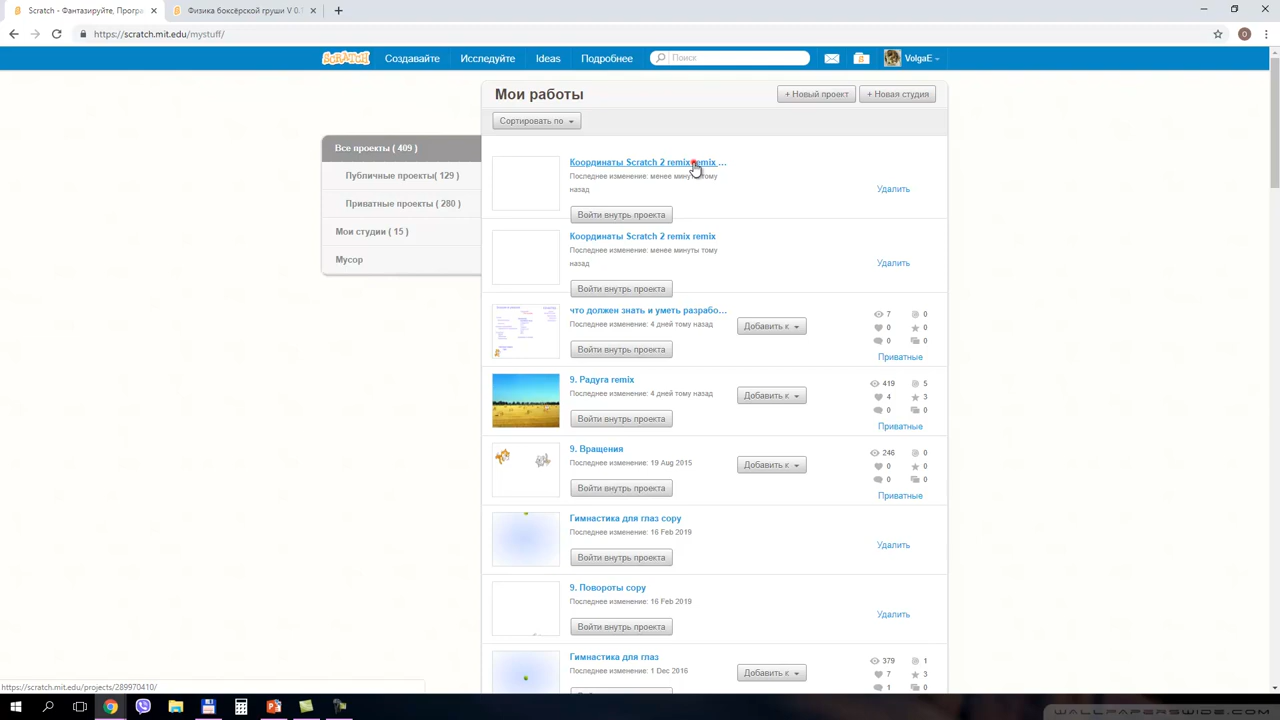 Scratch - Фантазируйте, Програ
Физика боксёрской груши V 0.
https://scratch.mit.edu/mystuff/
SCRATCH
Создавайте
Исследуйте
Ideas
Подробнее
Поиск
VolgaE
Мои работы
+ Новый проект
+ Новая студия
Сортировать по
Все проекты ( 409 )
Публичные проекты( 129 )
Приватные проекты ( 280 )
Мои студии ( 15 )
Мусор
Координаты Scratch 2 remix remix ...
Последнее изменение: менее минуты тому
назад
Удалить
Войти внутрь проекта
Координаты Scratch 2 remix remix
Последнее изменение: менее минуты тому
назад
Удалить
Войти внутрь проекта
что должен знать и уметь разрабо...
Последнее изменение: 4 дней тому назад
Войти внутрь проекта
Добавить к
7 0
0 0
0 0
Приватные
9. Радуга remix
Последнее изменение: 4 дней тому назад
Войти внутрь проекта
Добавить к
419 5
4 3
0 0
Приватные
9. Вращения
Последнее изменение: 19 Aug 2015
Войти внутрь проекта
Добавить к
246 0
0 0
0 0
Приватные
Гимнастика для глаз copy
Последнее изменение: 16 Feb 2019
Удалить
Войти внутрь проекта
9. Повороты copy
Последнее изменение: 16 Feb 2019
Удалить
Войти внутрь проекта
Гимнастика для глаз
Последнее изменение: 1 Dec 2016
Добавить к
379 1
7 3
1 0
https://scratch.mit.edu/projects/289970410/
WALLPAPERSWIDE.COM